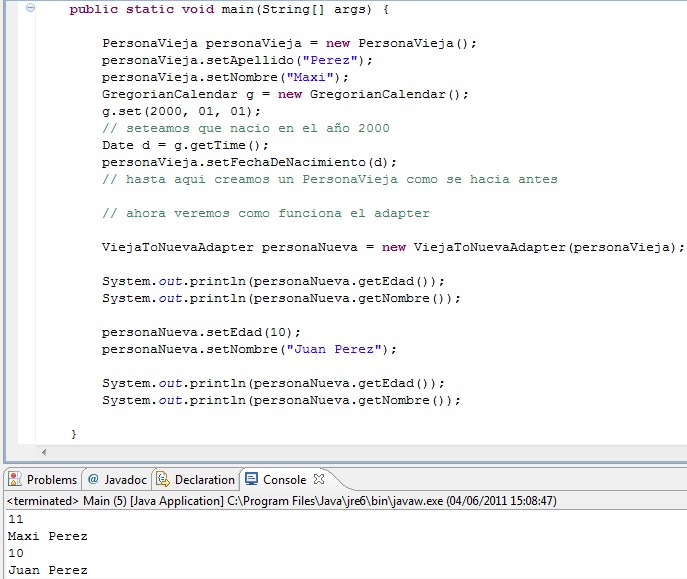 public static void main(String[] args) {
PersonaVieja personaVieja = new PersonaVieja();
personaVieja.setApellido("Perez");
personaVieja.setNombre("Maxi");
GregorianCalendar g = new GregorianCalendar();
g.set(2000, 01, 01);
// seteamos que nacio en el año 2000
Date d = g.getTime();
personaVieja.setFechaDeNacimiento(d);
// hasta aqui creamos un PersonaVieja como se hacia antes
// ahora veremos como funciona el adapter
ViejaToNuevaAdapter personaNueva = new ViejaToNuevaAdapter(personaVieja);
System.out.println(personaNueva.getEdad());
System.out.println(personaNueva.getNombre());
personaNueva.setEdad(10);
personaNueva.setNombre("Juan Perez");
System.out.println(personaNueva.getEdad());
System.out.println(personaNueva.getNombre());
}
Problems @ Javadoc Declaration Console
<terminated> Main (5) [Java Application] C:\Program Files\Java\jre6\bin\javaw.exe (04/06/2011 15:08:47)
11
Maxi Perez
10
Juan Perez